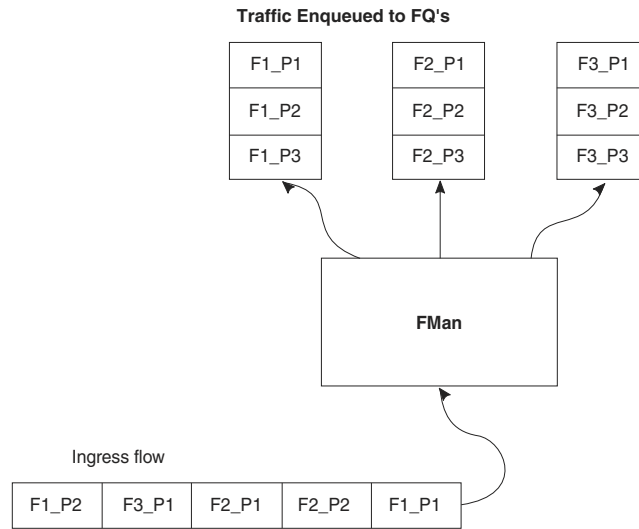 Traffic Enqueued to FQ's
F1_P1 F2_P1 F3_P1
F1_P2 F2_P2 F3_P2
F1_P3 F2_P3 F3_P3
FMan
Ingress flow
F1_P2 F3_P1 F2_P1 F2_P2 F1_P1